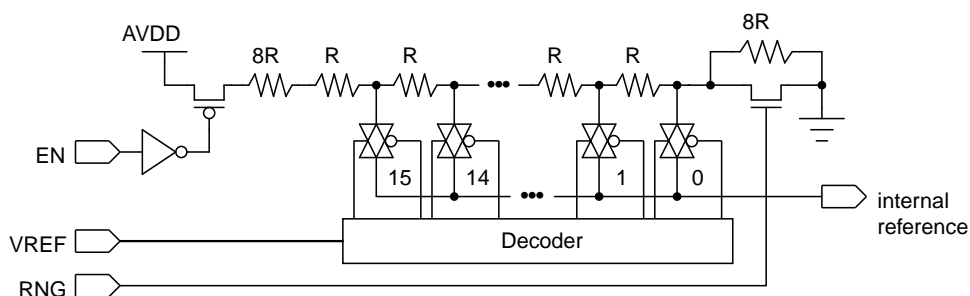 8R
AVDD
8R
R
R
R
R
EN
15
14
1
0
internal
reference
VREF
Decoder
RNG